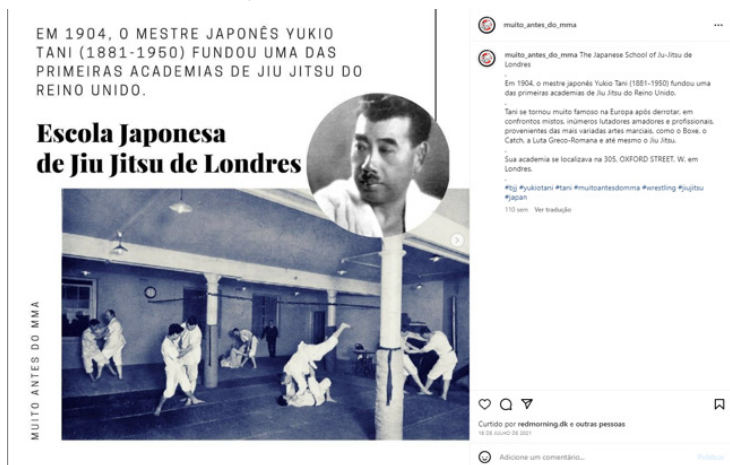 EM 1904, O MESTRE JAPONÊS YUKIO
TANI (1881-1950) FUNDOU UMA DAS
PRIMEIRAS ACADEMIAS DE JIU JITSU DO
REINO UNIDO.
Escola Japonesa
de Jiu Jitsu de Londres
MUITO ANTES DO MMA
muito_antes_do_mma
muito_antes_do_mma The Japanese School of Ju-Jitsu de
Londres
.
Em 1904, o mestre japonês Yukio Tani (1881-1950) fundou uma
das primeiras academias de Jiu Jitsu do Reino Unido.
.
Tani se tornou muito famoso na Europa após derrotar, em
confrontos mistos, inúmeros lutadores amadores e profissionais,
provenientes das mais variadas artes marciais, como o Boxe, o
Catch, a Luta Greco-Romana e até mesmo o Jiu Jitsu.
.
Sua academia se localizava na 305, OXFORD STREET, W. em
Londres.
.
#bjj #yukiotani #tani #muitoantesdomma #wrestling #jiujitsu
#japan
110 sem Ver tradução
Curtido por redmorning.dk e outras pessoas
18 DE JULHO DE 2021
Adicione um comentário...
Publicar